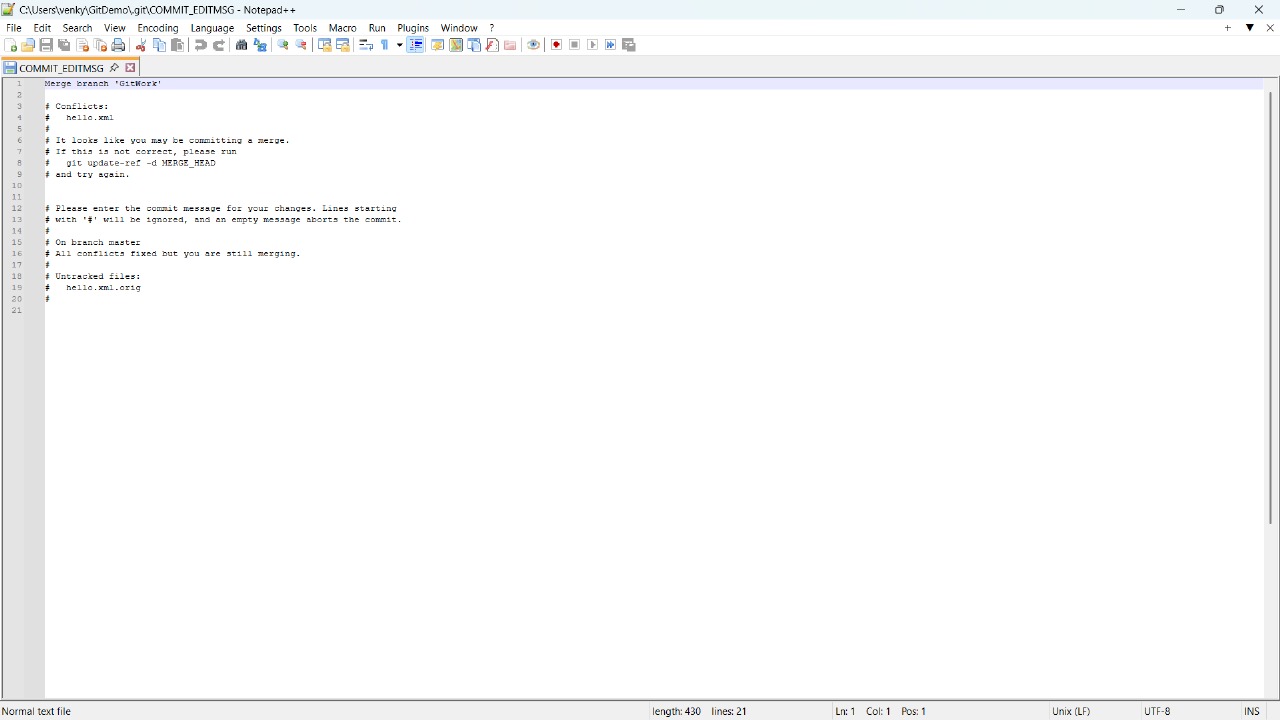 C:\Users\venky\GitDemo\.git\COMMIT_EDITMSG - Notepad++
File Edit Search View Encoding Language Settings Tools Macro Run Plugins Window ?
COMMIT_EDITMSG
1 Merge branch 'GitWork'
2
3 # Conflicts:
4 # hello.xml
5 #
6 # It looks like you may be committing a merge.
7 # If this is not correct, please run
8 # git update-ref -d MERGE_HEAD
9 # and try again.
10
11
12 # Please enter the commit message for your changes. Lines starting
13 # with '#' will be ignored, and an empty message aborts the commit.
14 #
15 # On branch master
16 # All conflicts fixed but you are still merging.
17 #
18 # Untracked files:
19 # hello.xml.orig
20 #
21
Normal text file length: 430 lines: 21 Ln: 1 Col: 1 Pos: 1 Unix (LF) UTF-8 INS